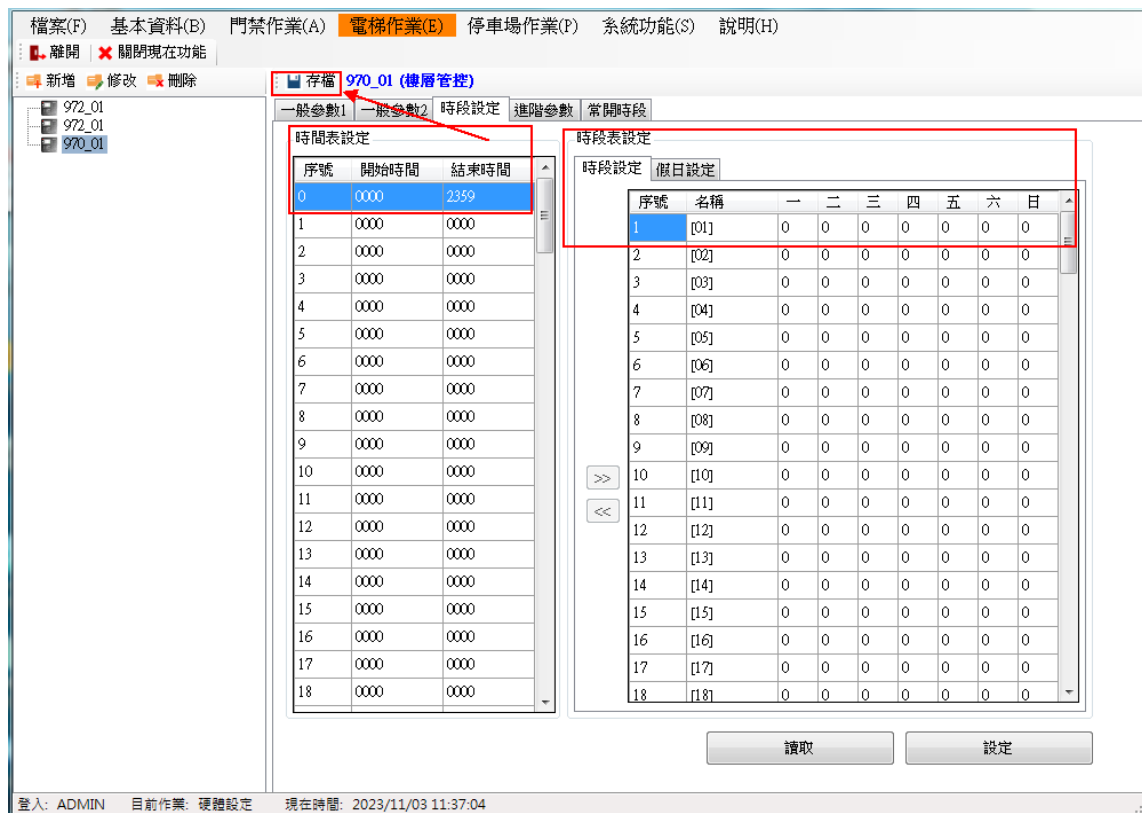 檔案(F) 基本資料(B) 門禁作業(A) 電梯作業(E) 停車場作業(P) 系統功能(S) 說明(H)
離開 關閉現在功能
新增 修改 刪除
972_01
972_01
970_01
存檔 970_01 (樓層管控)
一般參數1 一般參數2 時段設定 進階參數 常開時段
時間表設定
序號 開始時間 結束時間
0 0000 2359
1 0000 0000
2 0000 0000
3 0000 0000
4 0000 0000
5 0000 0000
6 0000 0000
7 0000 0000
8 0000 0000
9 0000 0000
10 0000 0000
11 0000 0000
12 0000 0000
13 0000 0000
14 0000 0000
15 0000 0000
16 0000 0000
17 0000 0000
18 0000 0000
時段表設定
時段設定 假日設定
序號 名稱 一 二 三 四 五 六 日
1 [01] 0 0 0 0 0 0 0
2 [02] 0 0 0 0 0 0 0
3 [03] 0 0 0 0 0 0 0
4 [04] 0 0 0 0 0 0 0
5 [05] 0 0 0 0 0 0 0
6 [06] 0 0 0 0 0 0 0
7 [07] 0 0 0 0 0 0 0
8 [08] 0 0 0 0 0 0 0
9 [09] 0 0 0 0 0 0 0
10 [10] 0 0 0 0 0 0 0
11 [11] 0 0 0 0 0 0 0
12 [12] 0 0 0 0 0 0 0
13 [13] 0 0 0 0 0 0 0
14 [14] 0 0 0 0 0 0 0
15 [15] 0 0 0 0 0 0 0
16 [16] 0 0 0 0 0 0 0
17 [17] 0 0 0 0 0 0 0
18 [18] 0 0 0 0 0 0 0
>>
<<
讀取 設定
登入: ADMIN 目前作業: 硬體設定 現在時間: 2023/11/03 11:37:04